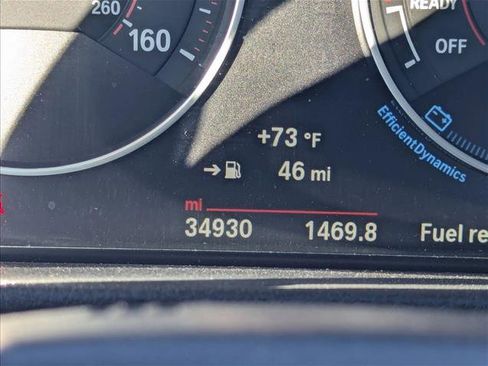 260
160
READY
OFF
EfficientDynamics
+73 °F
→ 46 mi
mi
34930 1469.8 Fuel re